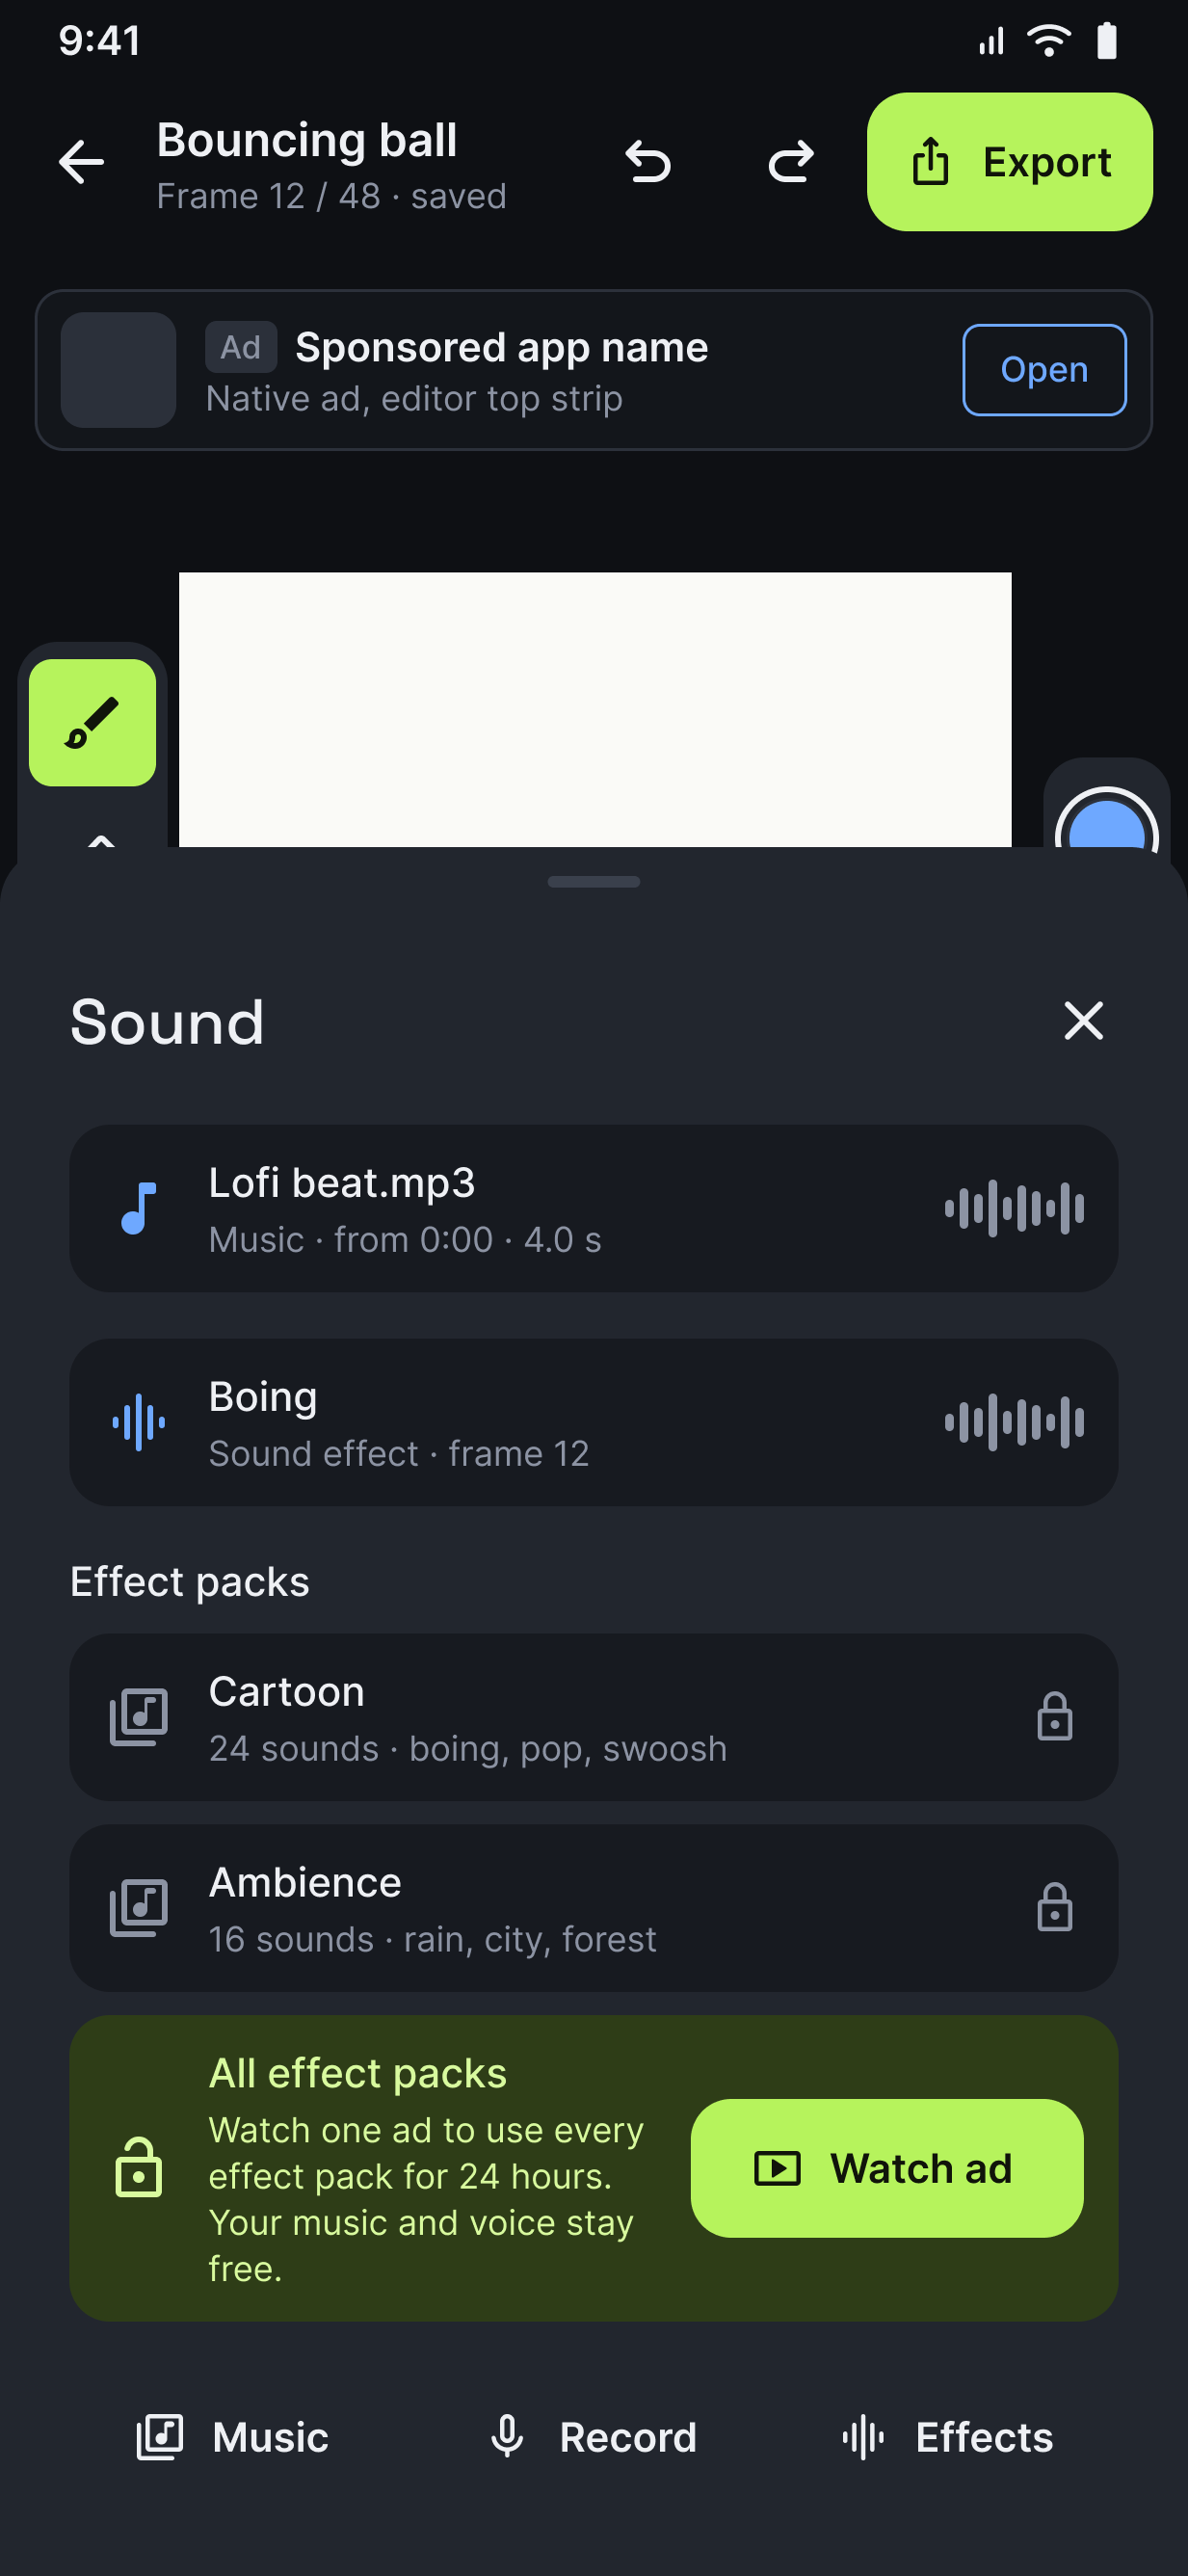 9:41
Bouncing ball
Frame 12 / 48 · saved
Export
Ad
Sponsored app name
Native ad, editor top strip
Open
Sound
Lofi beat.mp3
Music · from 0:00 · 4.0 s
Boing
Sound effect · frame 12
Effect packs
Cartoon
24 sounds · boing, pop, swoosh
Ambience
16 sounds · rain, city, forest
All effect packs
Watch one ad to use every
effect pack for 24 hours.
Your music and voice stay
free.
Watch ad
Music
Record
Effects